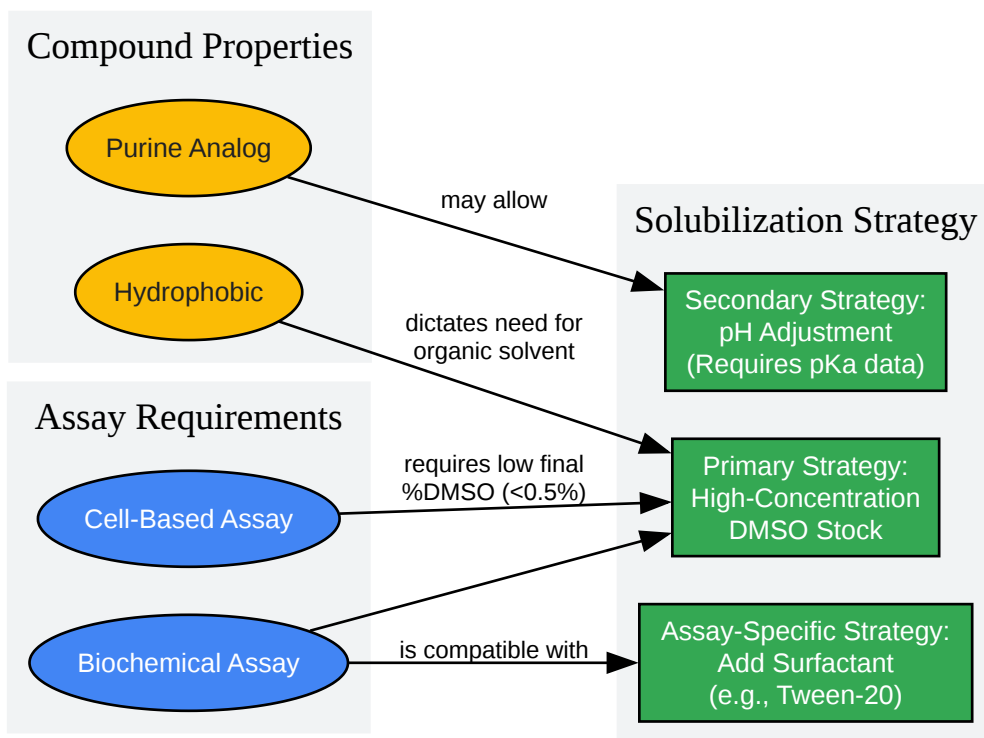 Compound Properties
Purine Analog
Hydrophobic
may allow
dictates need for
organic solvent
Assay Requirements
Cell-Based Assay
Biochemical Assay
requires low final
%DMSO (<0.5%)
is compatible with
Solubilization Strategy
Secondary Strategy:
pH Adjustment
(Requires pKa data)
Primary Strategy:
High-Concentration
DMSO Stock
Assay-Specific Strategy:
Add Surfactant
(e.g., Tween-20)